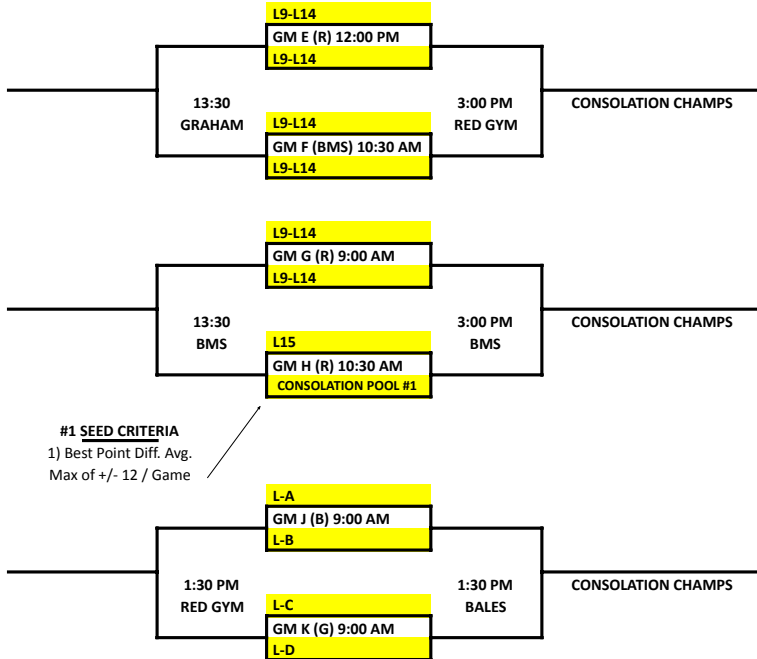 L9-L14
GM E (R) 12:00 PM
L9-L14
13:30
GRAHAM
3:00 PM
RED GYM
CONSOLATION CHAMPS
L9-L14
GM F (BMS) 10:30 AM
L9-L14
L9-L14
GM G (R) 9:00 AM
L9-L14
13:30
BMS
3:00 PM
BMS
CONSOLATION CHAMPS
L15
GM H (R) 10:30 AM
CONSOLATION POOL #1
#1 SEED CRITERIA
1) Best Point Diff. Avg.
Max of +/- 12 / Game
L-A
GM J (B) 9:00 AM
L-B
1:30 PM
RED GYM
1:30 PM
BALES
CONSOLATION CHAMPS
L-C
GM K (G) 9:00 AM
L-D